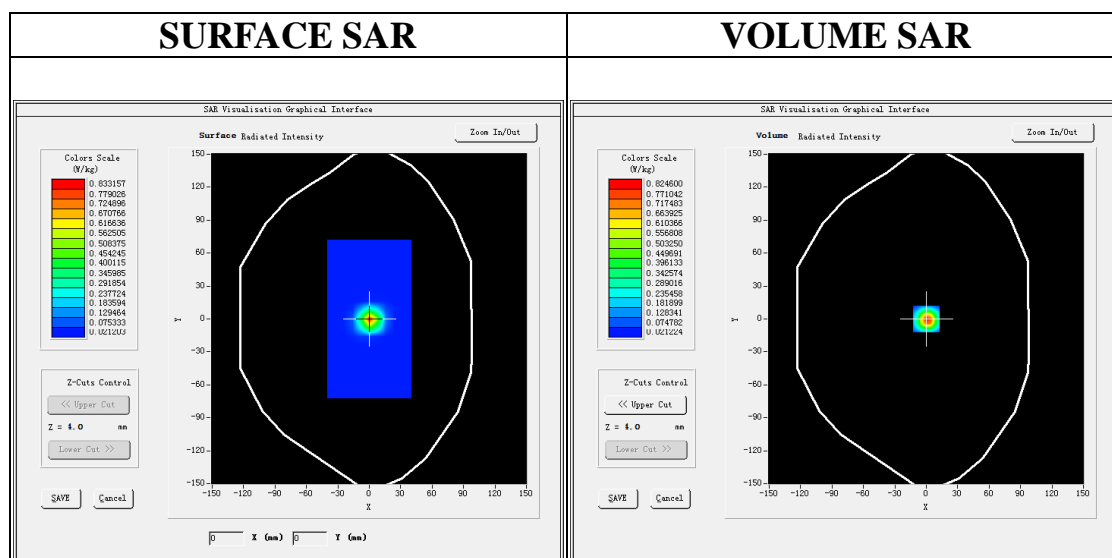 SURFACE SAR
VOLUME SAR
SAR Visualisation Graphical Interface
Surface Radiated Intensity
Zoom In/Out
Colors Scale
(W/kg)
0.833157
0.779026
0.724896
0.670766
0.616636
0.562505
0.508375
0.454245
0.400115
0.345985
0.291854
0.237724
0.183594
0.129464
0.075333
0.021203
150
120
90
60
30
0
-30
-60
-90
-120
-150
Y
-150 -120 -90 -60 -30 0 30 60 90 120 150
X
Z-Cuts Control
<< Upper Cut
Z = 4.0 mm
Lower Cut >>
SAVE Cancel
0 X (mm) 0 Y (mm)
SAR Visualisation Graphical Interface
Volume Radiated Intensity
Zoom In/Out
Colors Scale
(W/kg)
0.824600
0.771042
0.717483
0.663925
0.610366
0.556808
0.503250
0.449691
0.396133
0.342574
0.289016
0.235458
0.181899
0.128341
0.074782
0.021224
150
120
90
60
30
0
-30
-60
-90
-120
-150
Y
-150 -120 -90 -60 -30 0 30 60 90 120 150
X
Z-Cuts Control
<< Upper Cut
Z = 4.0 mm
Lower Cut >>
SAVE Cancel